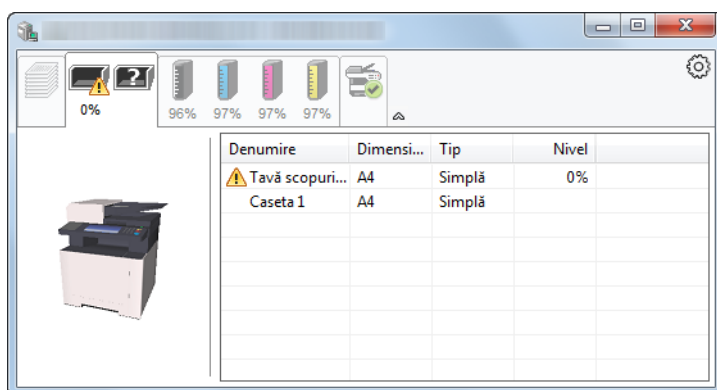 ?
0% 96% 97% 97% 97%
Denumire Dimensi... Tip Nivel
Tavă scopuri... A4 Simplă 0%
Caseta 1 A4 Simplă